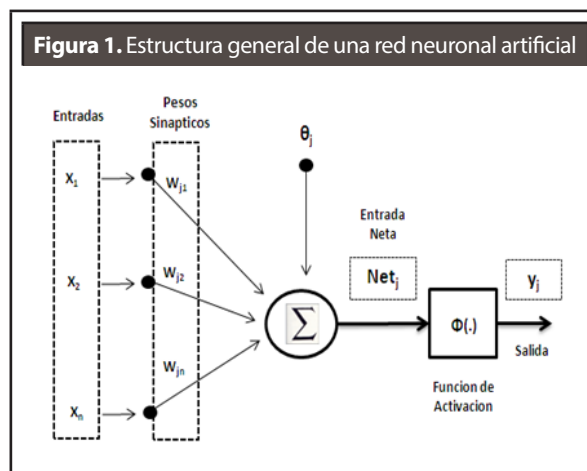 Figura 1. Estructura general de una red neuronal artificial
Entradas
Pesos
Sinapticos
θj
X1
Wj1
X2
Wj2
Xn
Wjn
Σ
Entrada
Neta
Netj
Φ(.)
yj
Salida
Funcion de
Activacion